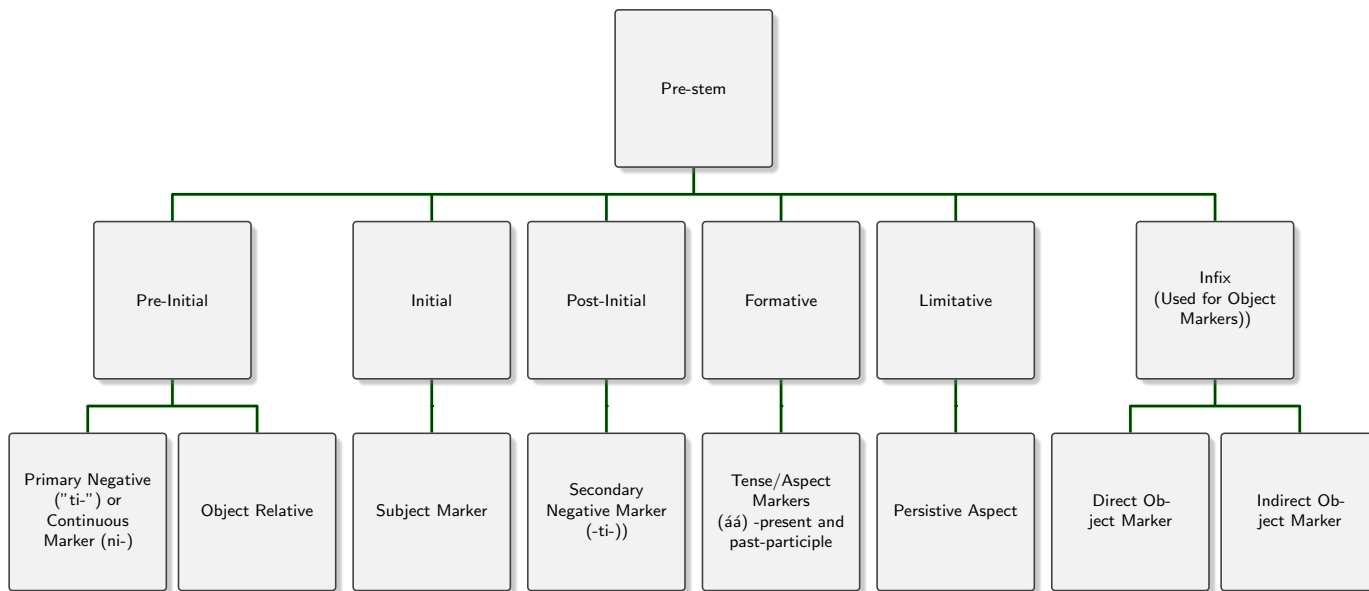 Pre-stem
Pre-Initial
Initial
Post-Initial
Formative
Limitative
Infix
(Used for Object
Markers))
Primary Negative
("ti-") or
Continuous
Marker (ni-)
Object Relative
Subject Marker
Secondary
Negative Marker
(-ti-))
Tense/Aspect
Markers
(áá) -present and
past-participle
Persistive Aspect
Direct Ob-
ject Marker
Indirect Ob-
ject Marker